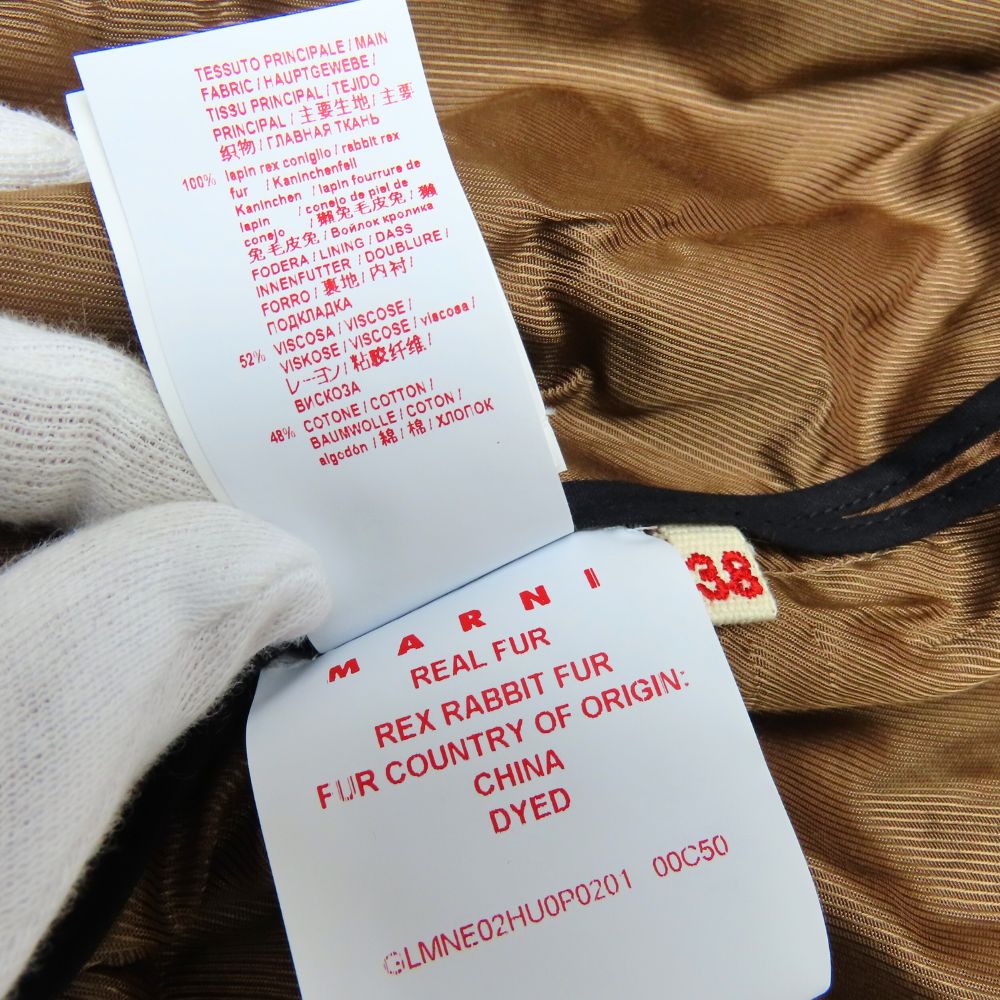 TESSUTO PRINCIPALE / MAIN
FABRIC / HAUPTGEWEBE /
TISSU PRINCIPAL / TEJIDO
PRINCIPAL / 主要生地 / 主要
织物 / ГЛАВНАЯ ТКАНЬ
100% lapin rex coniglio / rabbit rex
fur / Kaninchenfell
Kaninchen / lapin fourrure de
lapin / conejo de piel de
conejo / 獺兔毛皮兔 / 獺
兔毛皮兔 / Войлок кролика
FODERA / LINING / DASS
INNENFUTTER / DOUBLURE /
FORRO / 裏地 / 内衬 /
ПОДКЛАДКА
52% VISCOSA / VISCOSE /
VISKOSE / VISCOSE / viscosa /
レーヨン / 粘胶纤维 /
ВИСКОЗА
48% COTONE / COTTON /
BAUMWOLLE / COTON /
algodón / 綿 / 棉 / ХЛОПОК
38
MARNI
REAL FUR
REX RABBIT FUR
FUR COUNTRY OF ORIGIN:
CHINA
DYED
GLMNE02HU0P0201 00C50